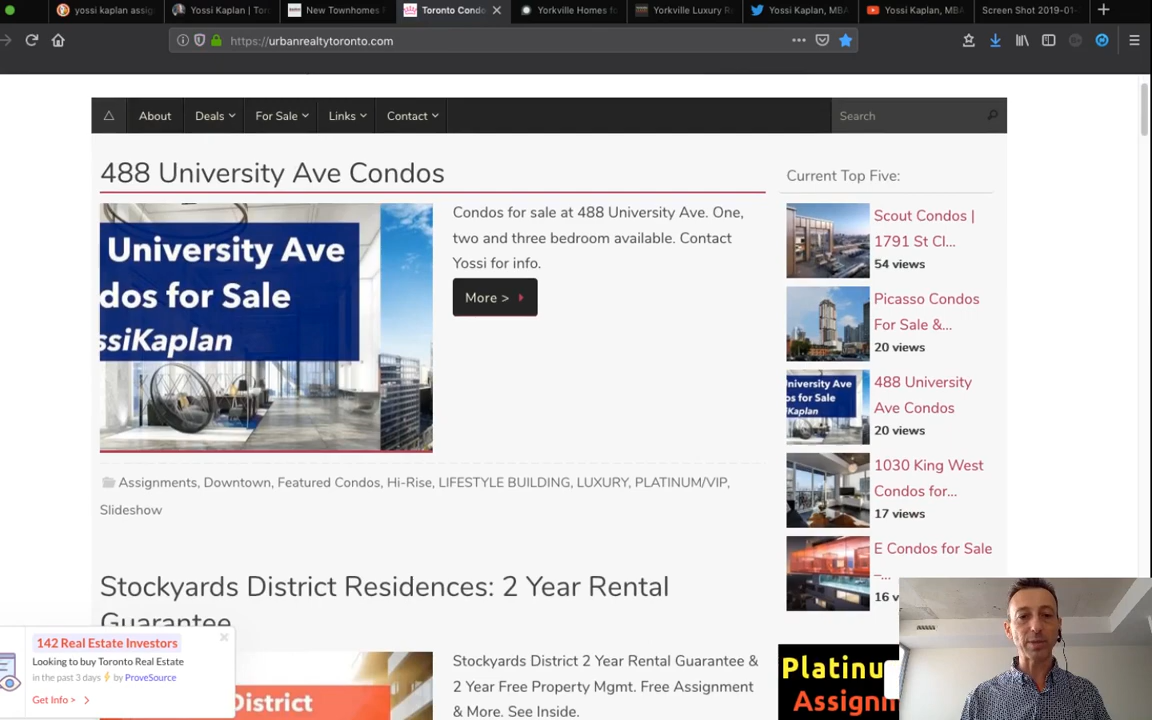 yossi kaplan assig
Yossi Kaplan | Tor
New Townhomes F
Toronto Condo
Yorkville Homes fo
Yorkville Luxury R
Yossi Kaplan, MBA
Yossi Kaplan, MBA
Screen Shot 2019-01-
https://urbanrealtytoronto.com
About
Deals
For Sale
Links
Contact
Search
488 University Ave Condos
University Ave
dos for Sale
ssiKaplan
Condos for sale at 488 University Ave. One,
two and three bedroom available. Contact
Yossi for info.
More >
Assignments, Downtown, Featured Condos, Hi-Rise, LIFESTYLE BUILDING, LUXURY, PLATINUM/VIP,
Slideshow
Stockyards District Residences: 2 Year Rental
Guarantee
District
Stockyards District 2 Year Rental Guarantee &
2 Year Free Property Mgmt. Free Assignment
& More. See Inside.
Current Top Five:
Scout Condos |
1791 St Cl...
54 views
Picasso Condos
For Sale &...
20 views
niversity Ave
os for Sale
iKaplan
488 University
Ave Condos
20 views
1030 King West
Condos for...
17 views
E Condos for Sale
–...
16 v
Platinu
Assignm
142 Real Estate Investors
Looking to buy Toronto Real Estate
in the past 3 days ⚡ by ProveSource
Get Info >